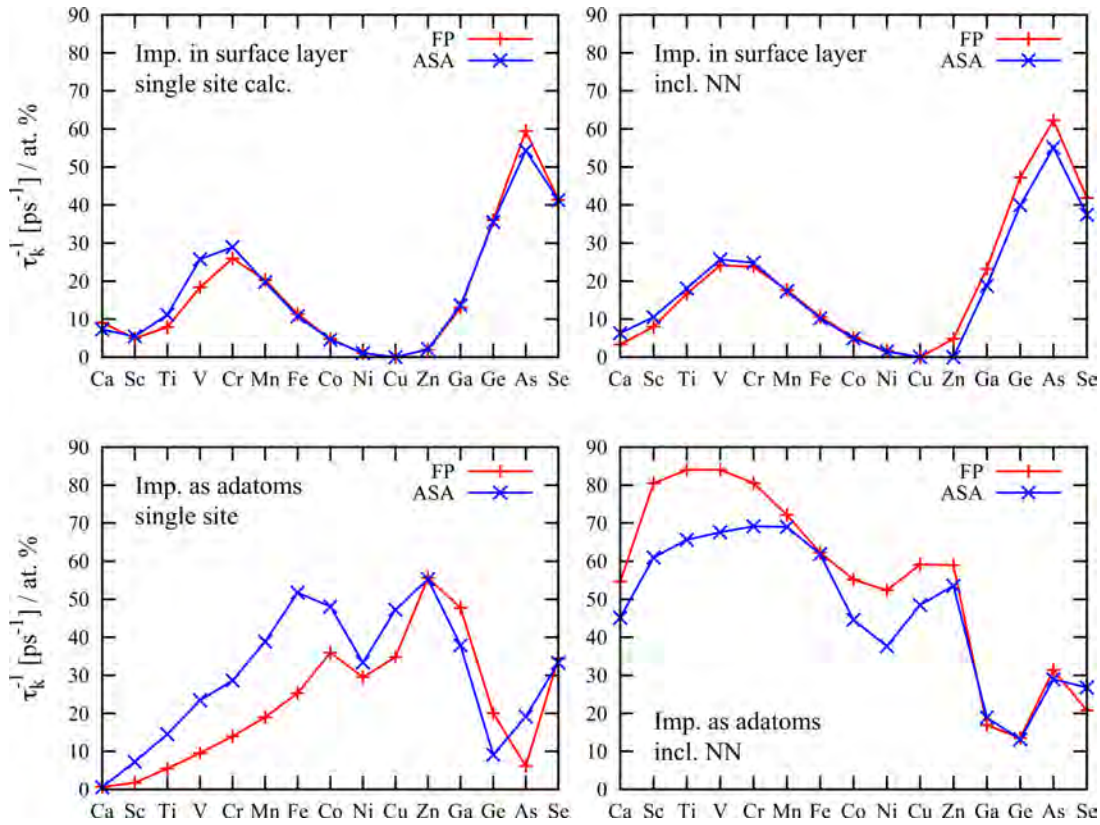 90
80
70
60
50
40
30
20
10
0
τk-1 [ps-1] / at. %
Imp. in surface layer
single site calc.
FP
ASA
Ca Sc Ti V Cr Mn Fe Co Ni Cu Zn Ga Ge As Se
90
80
70
60
50
40
30
20
10
0
Imp. in surface layer
incl. NN
FP
ASA
Ca Sc Ti V Cr Mn Fe Co Ni Cu Zn Ga Ge As Se
90
80
70
60
50
40
30
20
10
0
τk-1 [ps-1] / at. %
Imp. as adatoms
single site
FP
ASA
Ca Sc Ti V Cr Mn Fe Co Ni Cu Zn Ga Ge As Se
90
80
70
60
50
40
30
20
10
0
FP
ASA
Imp. as adatoms
incl. NN
Ca Sc Ti V Cr Mn Fe Co Ni Cu Zn Ga Ge As Se